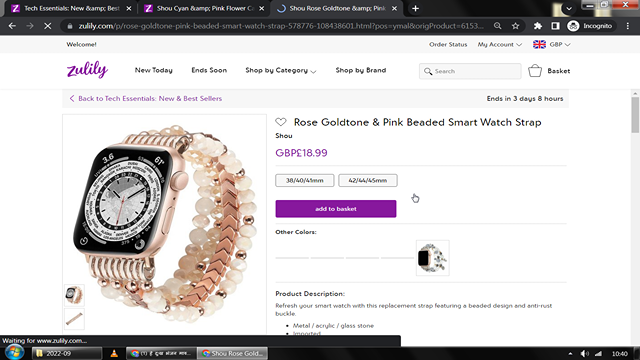 Tech Essentials: New &amp; Best
Shou Cyan &amp; Pink Flower C
Shou Rose Goldtone &amp; Pink
zulily.com/p/rose-goldtone-pink-beaded-smart-watch-strap-578776-108438601.html?pos=ymal&origProduct=6153...
Incognito
Welcome!
Order Status
My Account
GBP
zulily
New Today
Ends Soon
Shop by Category
Shop by Brand
Search
Basket
Back to Tech Essentials: New & Best Sellers
Ends in 3 days 8 hours
Rose Goldtone & Pink Beaded Smart Watch Strap
Shou
GBP£18.99
38/40/41mm
42/44/45mm
add to basket
Other Colors:
Product Description:
Refresh your smart watch with this replacement strap featuring a beaded design and anti-rust
buckle.
• Metal / acrylic / glass stone
• Imported
Waiting for www.zulily.com...
2022-09
Shou Rose Gold...
10:40